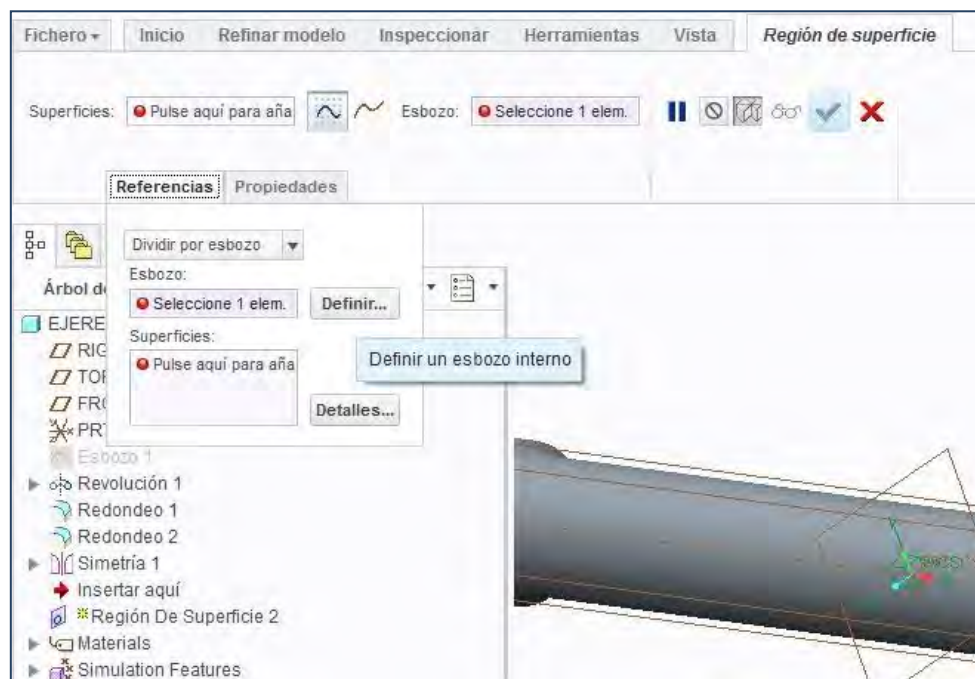 Fichero Inicio Refinar modelo Inspeccionar Herramientas Vista Región de superficie
Superficies: Pulse aquí para aña Esbozo: Seleccione 1 elem.
Referencias Propiedades
Dividir por esbozo
Esbozo:
Seleccione 1 elem. Definir...
Superficies:
Pulse aquí para aña
Detalles...
Definir un esbozo interno
Árbol de
EJERE
RIG
TOP
FRO
PRT
Esbozo 1
Revolución 1
Redondeo 1
Redondeo 2
Simetría 1
Insertar aquí
Región De Superficie 2
Materials
Simulation Features